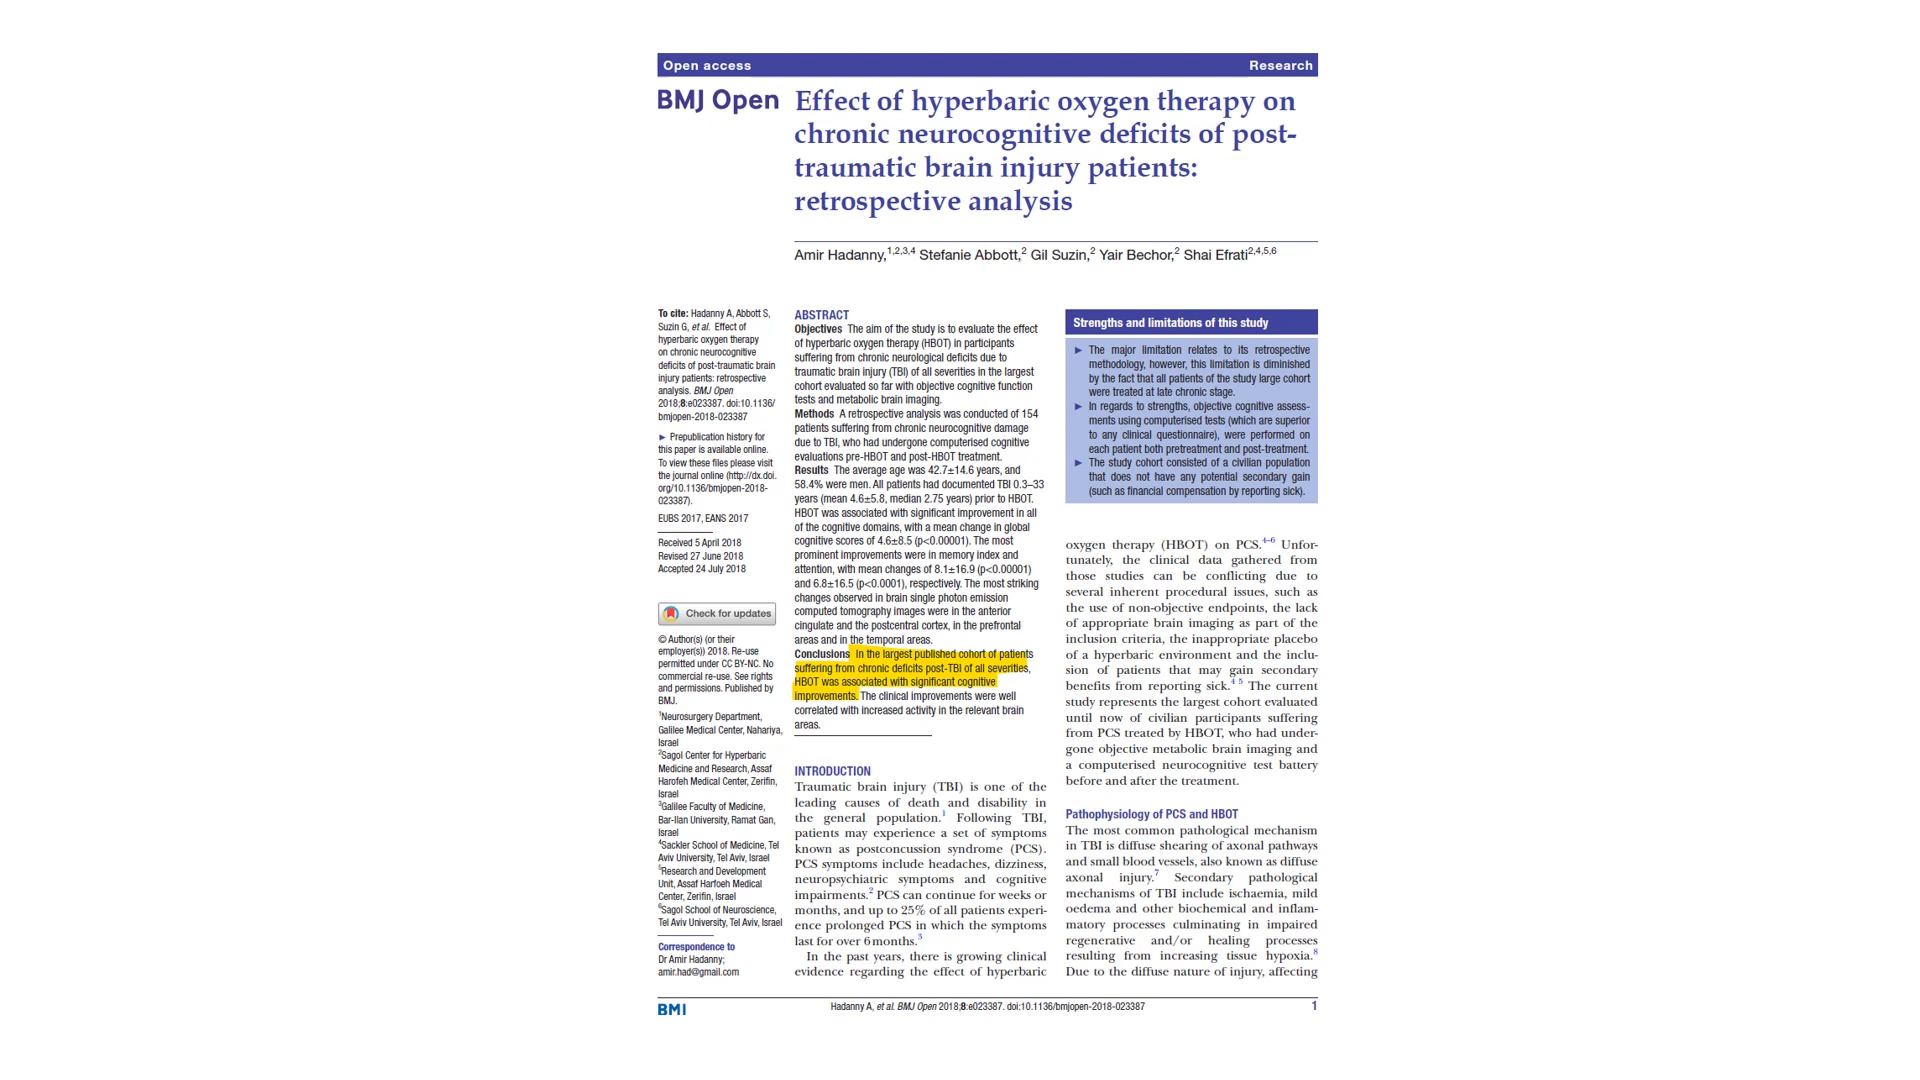 Open access
Research
BMJ Open
Effect of hyperbaric oxygen therapy on
chronic neurocognitive deficits of post-
traumatic brain injury patients:
retrospective analysis
Amir Hadanny,1,2,3,4 Stefanie Abbott,2 Gil Suzin,2 Yair Bechor,2 Shai Efrati2,4,5,6
To cite: Hadanny A, Abbott S,
Suzin G, et al. Effect of
hyperbaric oxygen therapy
on chronic neurocognitive
deficits of post-traumatic brain
injury patients: retrospective
analysis. BMJ Open
2018;8:e023387. doi:10.1136/
bmjopen-2018-023387
► Prepublication history for
this paper is available online.
To view these files please visit
the journal online (http://dx.doi.
org/10.1136/bmjopen-2018-
023387).
EUBS 2017, EANS 2017
Received 5 April 2018
Revised 27 June 2018
Accepted 24 July 2018
Check for updates
© Author(s) (or their
employer(s)) 2018. Re-use
permitted under CC BY-NC. No
commercial re-use. See rights
and permissions. Published by
BMJ.
1Neurosurgery Department,
Galilee Medical Center, Nahariya,
Israel
2Sagol Center for Hyperbaric
Medicine and Research, Assaf
Harofeh Medical Center, Zerifin,
Israel
3Galilee Faculty of Medicine,
Bar-Ilan University, Ramat Gan,
Israel
4Sackler School of Medicine, Tel
Aviv University, Tel Aviv, Israel
5Research and Development
Unit, Assaf Harfoeh Medical
Center, Zerifin, Israel
6Sagol School of Neuroscience,
Tel Aviv University, Tel Aviv, Israel
Correspondence to
Dr Amir Hadanny;
amir.had@gmail.com
ABSTRACT
Objectives The aim of the study is to evaluate the effect
of hyperbaric oxygen therapy (HBOT) in participants
suffering from chronic neurological deficits due to
traumatic brain injury (TBI) of all severities in the largest
cohort evaluated so far with objective cognitive function
tests and metabolic brain imaging.
Methods A retrospective analysis was conducted of 154
patients suffering from chronic neurocognitive damage
due to TBI, who had undergone computerised cognitive
evaluations pre-HBOT and post-HBOT treatment.
Results The average age was 42.7±14.6 years, and
58.4% were men. All patients had documented TBI 0.3–33
years (mean 4.6±5.8, median 2.75 years) prior to HBOT.
HBOT was associated with significant improvement in all
of the cognitive domains, with a mean change in global
cognitive scores of 4.6±8.5 (p<0.00001). The most
prominent improvements were in memory index and
attention, with mean changes of 8.1±16.9 (p<0.00001)
and 6.8±16.5 (p<0.0001), respectively. The most striking
changes observed in brain single photon emission
computed tomography images were in the anterior
cingulate and the postcentral cortex, in the prefrontal
areas and in the temporal areas.
Conclusions In the largest published cohort of patients
suffering from chronic deficits post-TBI of all severities,
HBOT was associated with significant cognitive
improvements. The clinical improvements were well
correlated with increased activity in the relevant brain
areas.
INTRODUCTION
Traumatic brain injury (TBI) is one of the
leading causes of death and disability in
the general population.1 Following TBI,
patients may experience a set of symptoms
known as postconcussion syndrome (PCS).
PCS symptoms include headaches, dizziness,
neuropsychiatric symptoms and cognitive
impairments.2 PCS can continue for weeks or
months, and up to 25% of all patients experi-
ence prolonged PCS in which the symptoms
last for over 6 months.3
In the past years, there is growing clinical
evidence regarding the effect of hyperbaric
Strengths and limitations of this study
► The major limitation relates to its retrospective
methodology, however, this limitation is diminished
by the fact that all patients of the study large cohort
were treated at late chronic stage.
► In regards to strengths, objective cognitive assess-
ments using computerised tests (which are superior
to any clinical questionnaire), were performed on
each patient both pretreatment and post-treatment.
► The study cohort consisted of a civilian population
that does not have any potential secondary gain
(such as financial compensation by reporting sick).
oxygen therapy (HBOT) on PCS.4–6 Unfor-
tunately, the clinical data gathered from
those studies can be conflicting due to
several inherent procedural issues, such as
the use of non-objective endpoints, the lack
of appropriate brain imaging as part of the
inclusion criteria, the inappropriate placebo
of a hyperbaric environment and the inclu-
sion of patients that may gain secondary
benefits from reporting sick.4 5 The current
study represents the largest cohort evaluated
until now of civilian participants suffering
from PCS treated by HBOT, who had under-
gone objective metabolic brain imaging and
a computerised neurocognitive test battery
before and after the treatment.
Pathophysiology of PCS and HBOT
The most common pathological mechanism
in TBI is diffuse shearing of axonal pathways
and small blood vessels, also known as diffuse
axonal injury.7 Secondary pathological
mechanisms of TBI include ischaemia, mild
oedema and other biochemical and inflam-
matory processes culminating in impaired
regenerative and/or healing processes
resulting from increasing tissue hypoxia.8
Due to the diffuse nature of injury, affecting
BMJ
Hadanny A, et al. BMJ Open 2018;8:e023387. doi:10.1136/bmjopen-2018-023387
1